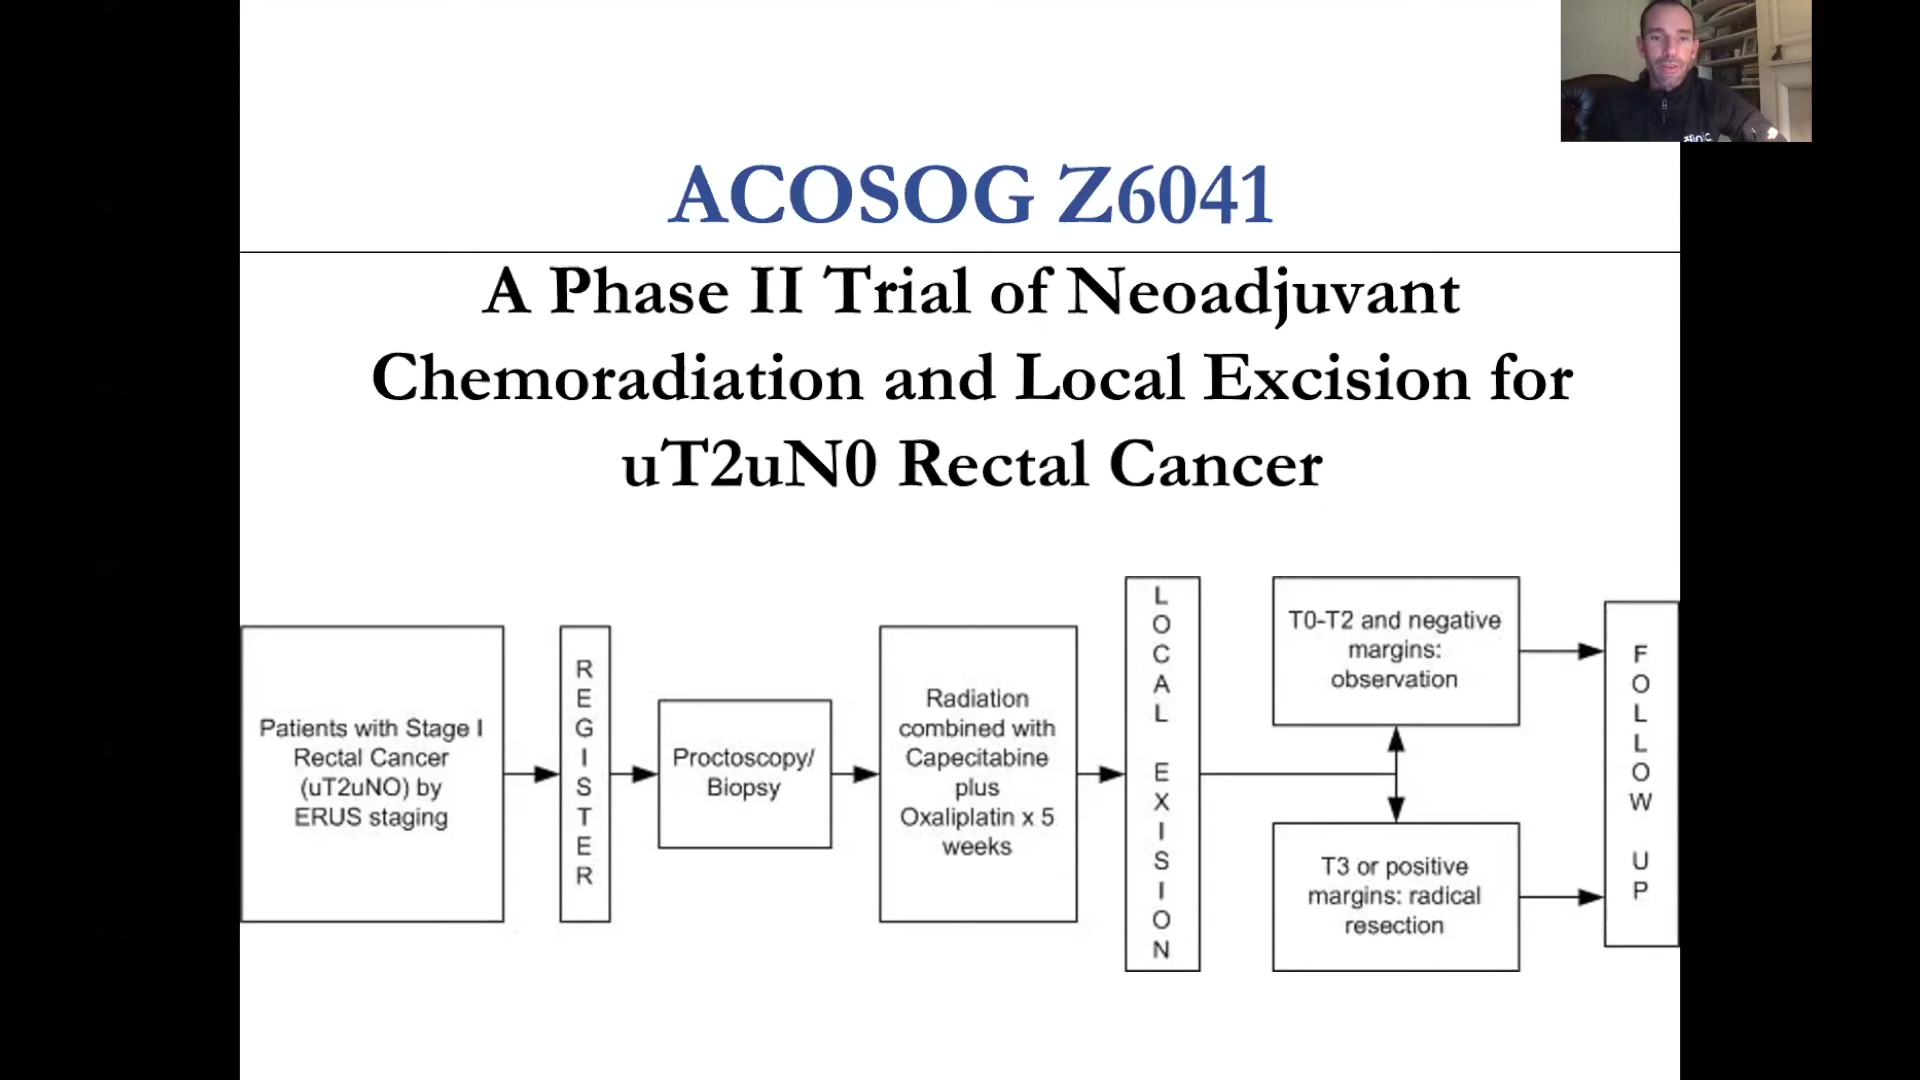 ACOSOG Z6041
A Phase II Trial of Neoadjuvant
Chemoradiation and Local Excision for
uT2uN0 Rectal Cancer
Patients with Stage I
Rectal Cancer
(uT2uNO) by
ERUS staging
REGISTER
Proctoscopy/
Biopsy
Radiation
combined with
Capecitabine
plus
Oxaliplatin x 5
weeks
LOCAL EXISION
T0-T2 and negative
margins:
observation
T3 or positive
margins: radical
resection
FOLLOW UP